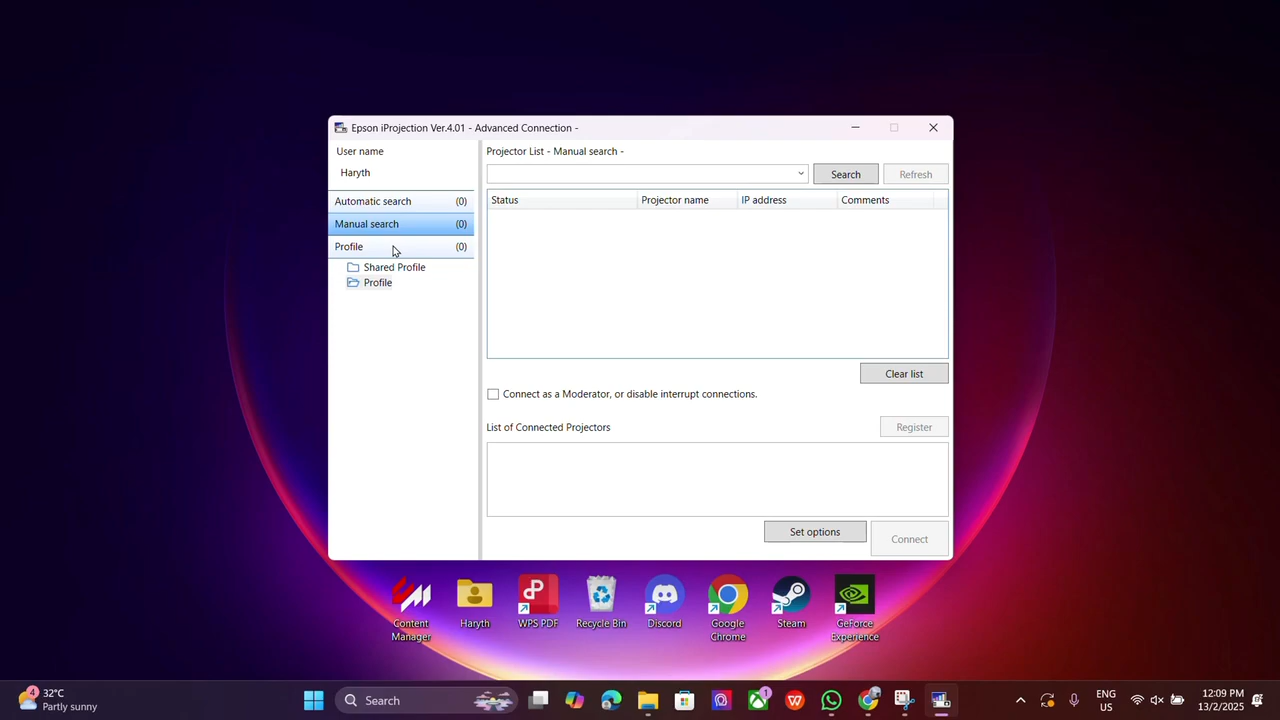 Epson iProjection Ver.4.01 - Advanced Connection -
User name
Haryth
Automatic search (0)
Manual search (0)
Profile (0)
Shared Profile
Profile
Projector List - Manual search -
Search
Refresh
Status Projector name IP address Comments
Clear list
Connect as a Moderator, or disable interrupt connections.
List of Connected Projectors
Register
Set options
Connect
Content Manager
Haryth
WPS PDF
Recycle Bin
Discord
Google Chrome
Steam
GeForce Experience
4
32°C
Partly sunny
Search
1
ENG
US
12:09 PM
13/2/2025